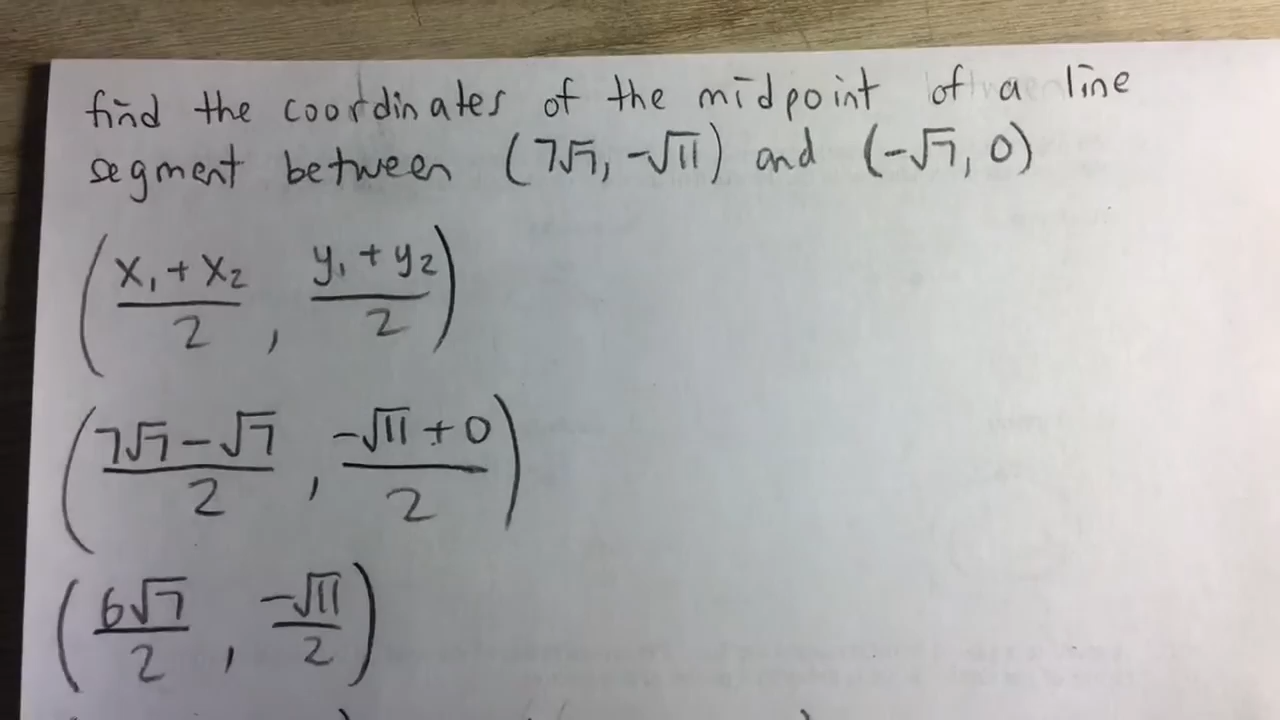 find the coordinates of the midpoint of a line
segment between (7√7, -√11) and (-√7, 0)
(x₁ + x₂ / 2 , y₁ + y₂ / 2)
(7√7 - √7 / 2 , -√11 + 0 / 2)
(6√7 / 2 , -√11 / 2)